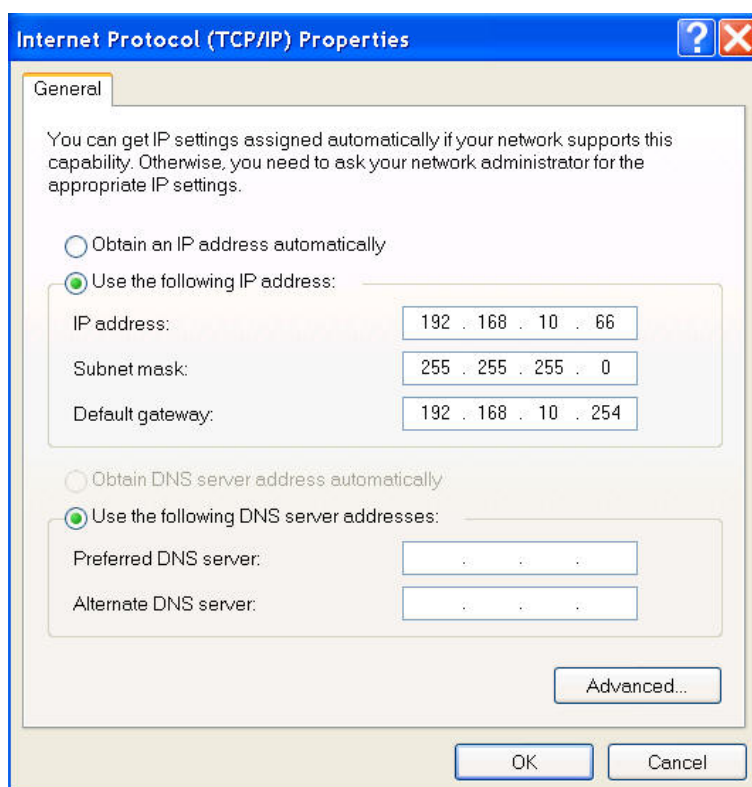 Internet Protocol (TCP/IP) Properties
General
You can get IP settings assigned automatically if your network supports this
capability. Otherwise, you need to ask your network administrator for the
appropriate IP settings.
Obtain an IP address automatically
Use the following IP address:
IP address: 192 . 168 . 10 . 66
Subnet mask: 255 . 255 . 255 . 0
Default gateway: 192 . 168 . 10 . 254
Obtain DNS server address automatically
Use the following DNS server addresses:
Preferred DNS server: . . .
Alternate DNS server: . . .
Advanced...
OK Cancel